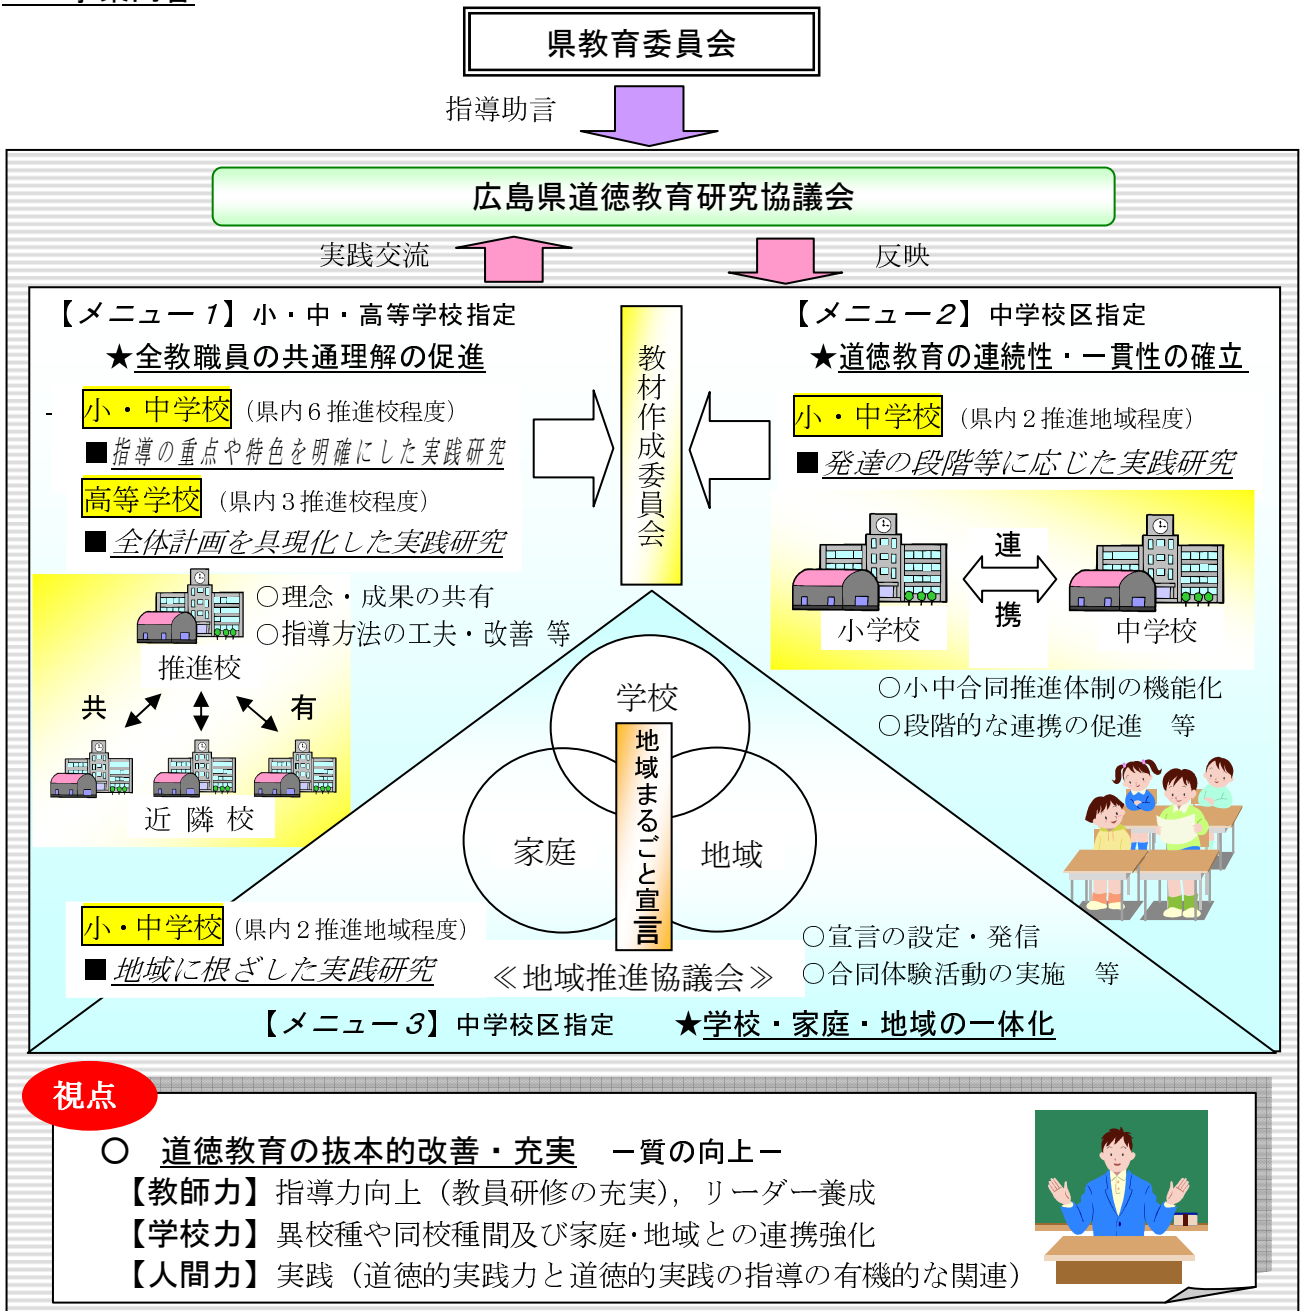 県教育委員会
指導助言
広島県道徳教育研究協議会
実践交流
反映
【メニュー1】小・中・高等学校指定
★全教職員の共通理解の促進
小・中学校（県内６推進校程度）
■指導の重点や特色を明確にした実践研究
高等学校（県内３推進校程度）
■全体計画を具現化した実践研究
○理念・成果の共有
○指導方法の工夫・改善 等
推進校
共 有
近隣校
教材作成委員会
【メニュー2】中学校区指定
★道徳教育の連続性・一貫性の確立
小・中学校（県内２推進地域程度）
■発達の段階等に応じた実践研究
連携
小学校
中学校
○小中合同推進体制の機能化
○段階的な連携の促進　等
学校
家庭
地域
地域まるごと宣言
小・中学校（県内２推進地域程度）
■地域に根ざした実践研究
≪地域推進協議会≫
○宣言の設定・発信
○合同体験活動の実施　等
【メニュー3】中学校区指定　★学校・家庭・地域の一体化
視点
○　道徳教育の抜本的改善・充実　－質の向上－
【教師力】指導力向上（教員研修の充実），リーダー養成
【学校力】異校種や同校種間及び家庭・地域との連携強化
【人間力】実践（道徳的実践力と道徳的実践の指導の有機的な関連）